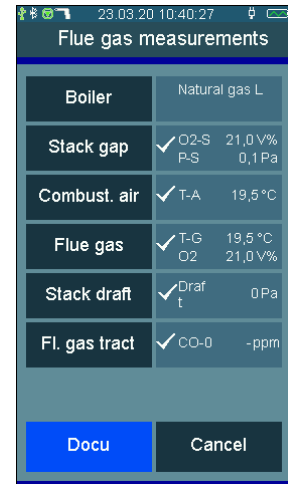 23.03.20 10:40:27
Flue gas measurements
Boiler
Natural gas L
Stack gap
O2-S 21,0 V%
P-S 0,1 Pa
Combust. air
T-A 19,5 °C
Flue gas
T-G 19,5 °C
O2 21,0 V%
Stack draft
Draf
t 0 Pa
Fl. gas tract
CO-0 -ppm
Docu
Cancel